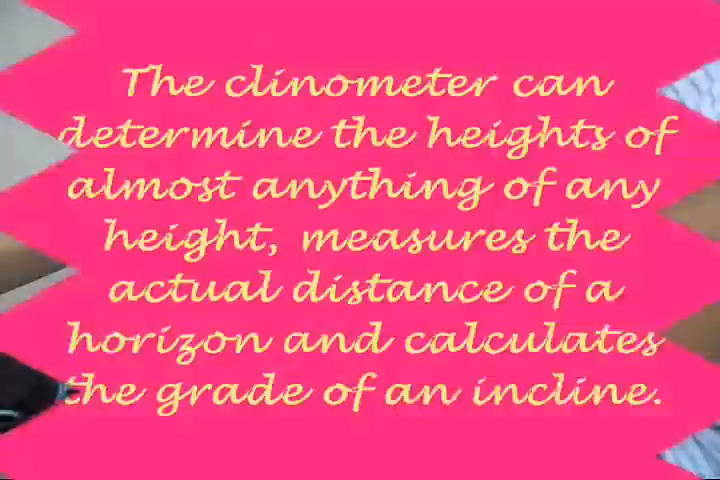 The clinometer can
determine the heights of
almost anything of any
height, measures the
actual distance of a
horizon and calculates
the grade of an incline.